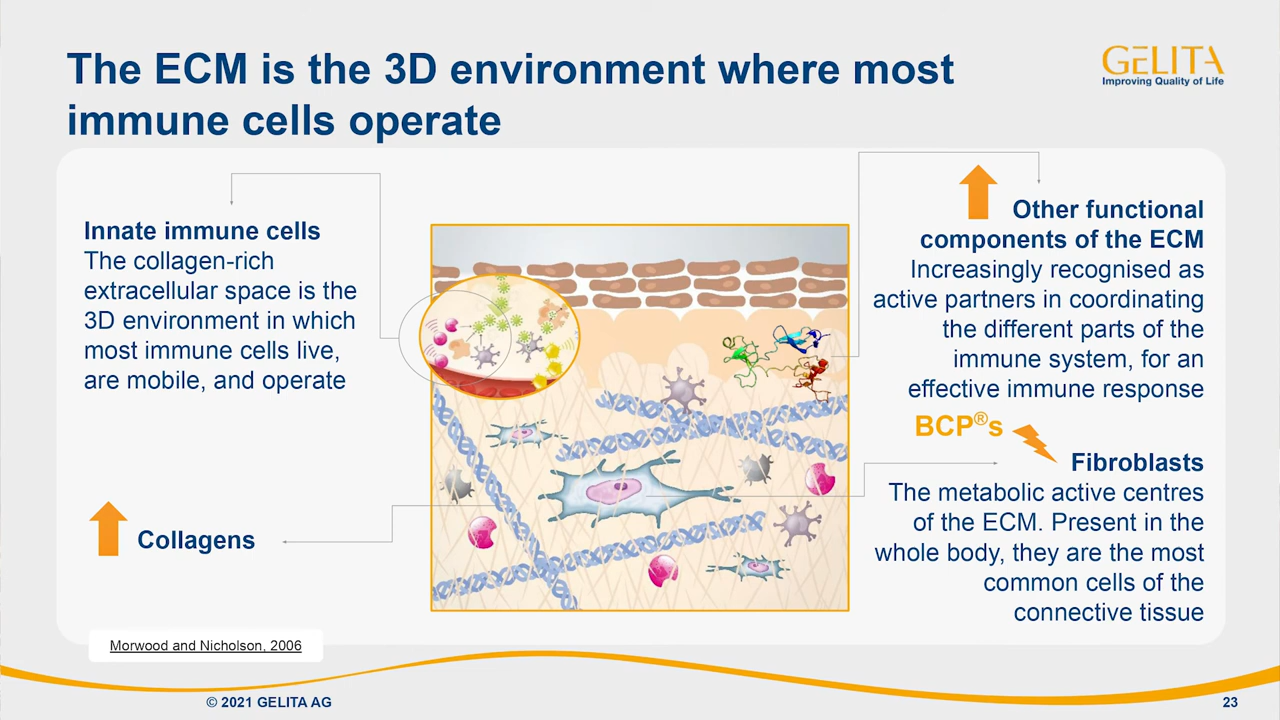 The ECM is the 3D environment where most
immune cells operate
GELITA
Improving Quality of Life
Innate immune cells
The collagen-rich
extracellular space is the
3D environment in which
most immune cells live,
are mobile, and operate
Collagens
Other functional
components of the ECM
Increasingly recognised as
active partners in coordinating
the different parts of the
immune system, for an
effective immune response
BCP®s
Fibroblasts
The metabolic active centres
of the ECM. Present in the
whole body, they are the most
common cells of the
connective tissue
Morwood and Nicholson, 2006
© 2021 GELITA AG
23